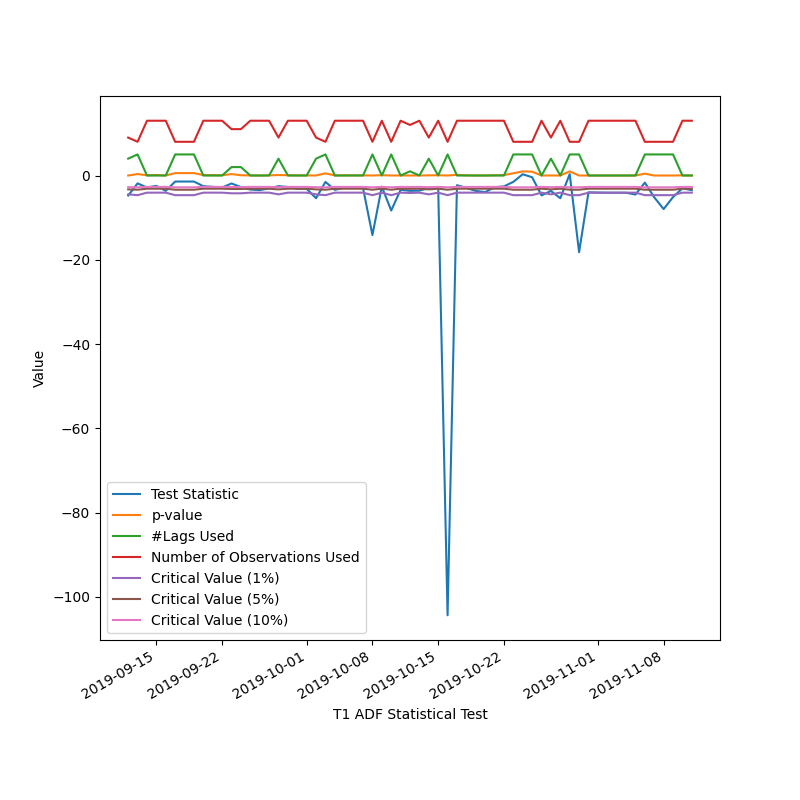 0
−20
−40
−60
−80
−100
Value
Test Statistic
p-value
#Lags Used
Number of Observations Used
Critical Value (1%)
Critical Value (5%)
Critical Value (10%)
2019-09-15
2019-09-22
2019-10-01
2019-10-08
2019-10-15
2019-10-22
2019-11-01
2019-11-08
T1 ADF Statistical Test